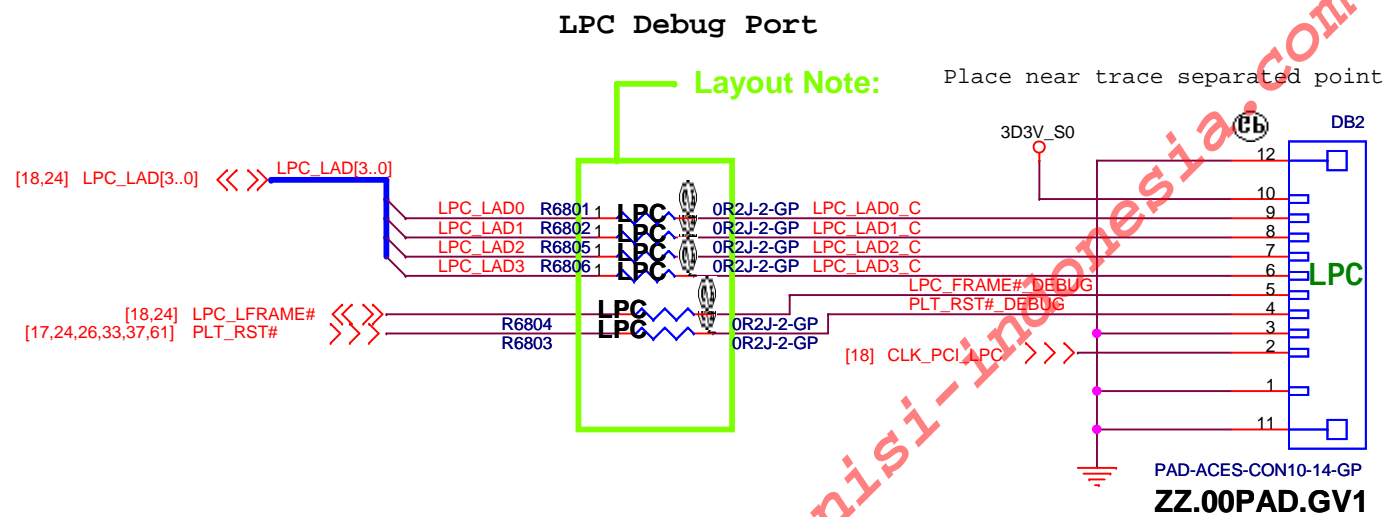 LPC Debug Port
Layout Note:
Place near trace separated point
3D3V_S0
DB2
12
[18,24] LPC_LAD[3..0]
LPC_LAD[3..0]
10
LPC_LAD0 R6801 1 LPC 0R2J-2-GP LPC_LAD0_C 9
LPC_LAD1 R6802 1 LPC 0R2J-2-GP LPC_LAD1_C 8
LPC_LAD2 R6805 1 LPC 0R2J-2-GP LPC_LAD2_C 7
LPC_LAD3 R6806 1 LPC 0R2J-2-GP LPC_LAD3_C 6
LPC
LPC_FRAME#_DEBUG 5
[18,24] LPC_LFRAME# LPC PLT_RST#_DEBUG 4
R6804 0R2J-2-GP
[17,24,26,33,37,61] PLT_RST# LPC 3
R6803 0R2J-2-GP
[18] CLK_PCI_LPC 2
1
11
PAD-ACES-CON10-14-GP
ZZ.00PAD.GV1
nisi-indonesia.com